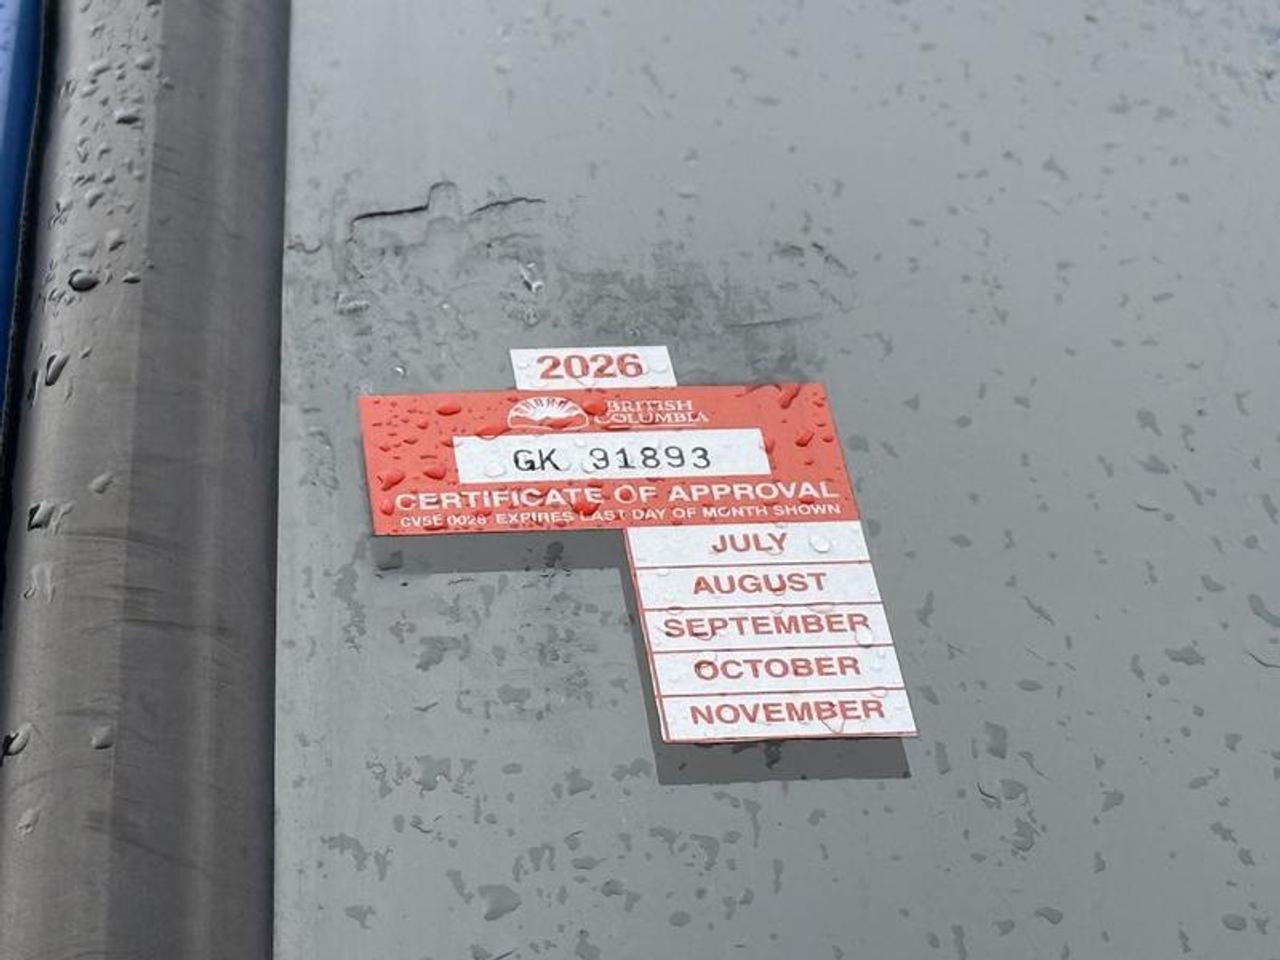 2026
BRITISH
COLUMBIA
GK 91893
CERTIFICATE OF APPROVAL
CVSE 0028 EXPIRES LAST DAY OF MONTH SHOWN
JULY
AUGUST
SEPTEMBER
OCTOBER
NOVEMBER